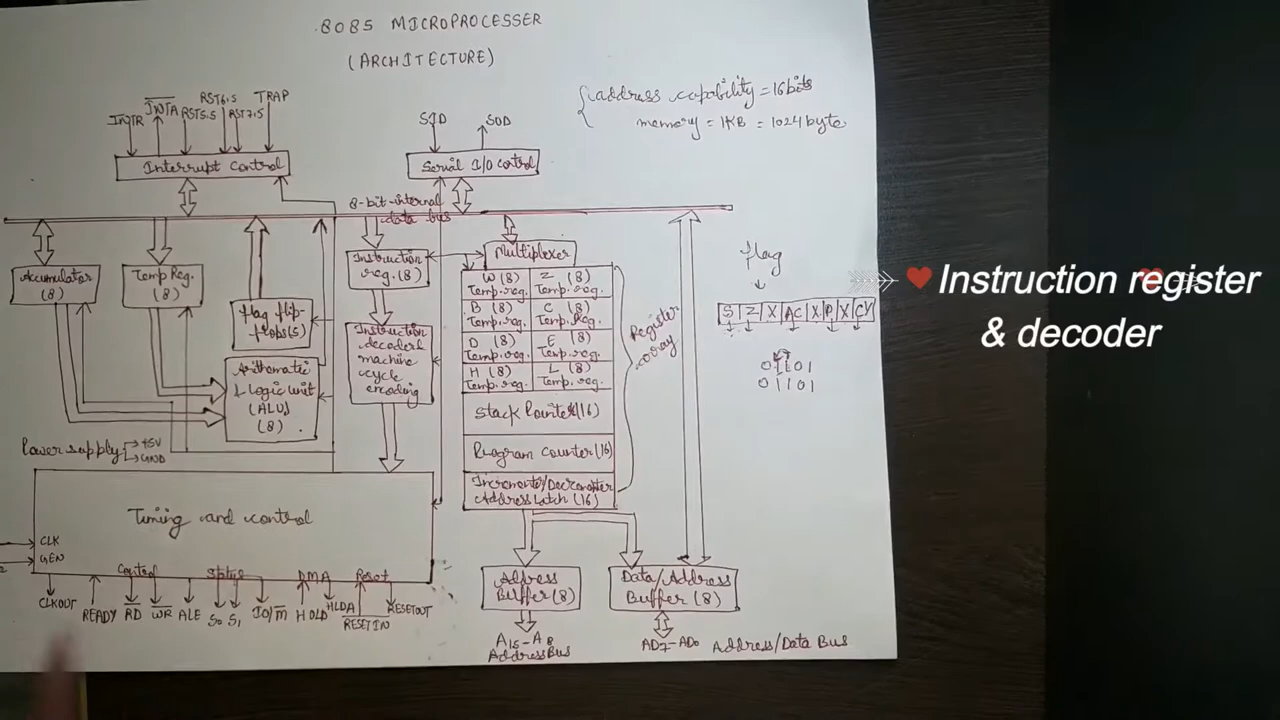 8085 MICROPROCESSER
(ARCHITECTURE)
{address capability = 16 bits
memory = 1KB = 1024 byte
INTR
INTA
RST5.5
RST6.5
RST7.5
TRAP
Interrupt Control
SID
SOD
Serial I/O control
8-bit-internal
data bus
Accumulator
(8)
Temp Reg.
(8)
flag flip-
flobs(5)
Arithmatic
& Logic unit
(ALU)
(8)
Instruction
reg. (8)
Instruction
decoder &
machine
cycle
encoding
Multiplexer
W (8)
Temp. reg.
Z (8)
Temp. reg.
B (8)
Temp. reg.
C (8)
Temp. reg.
D (8)
Temp. reg.
E (8)
Temp. reg.
H (8)
Temp. reg.
L (8)
Temp. reg.
Stack Pointer(16)
Program counter(16)
Address Latch (16)
Register
array
flag
S Z X AC X P X CY
01101
01101
Instruction register
& decoder
Power supply
+5V
GND
Timing and control
CLK
GEN
Control
Status
DMA
Reset
CLKOUT
READY
RD
WR
ALE
S0
S1
IO/M
HOLD
HLDA
RESETIN
RESETOUT
Address
Buffer (8)
Data/Address
Buffer (8)
A15-A8
Address Bus
AD7-AD0
Address/Data Bus